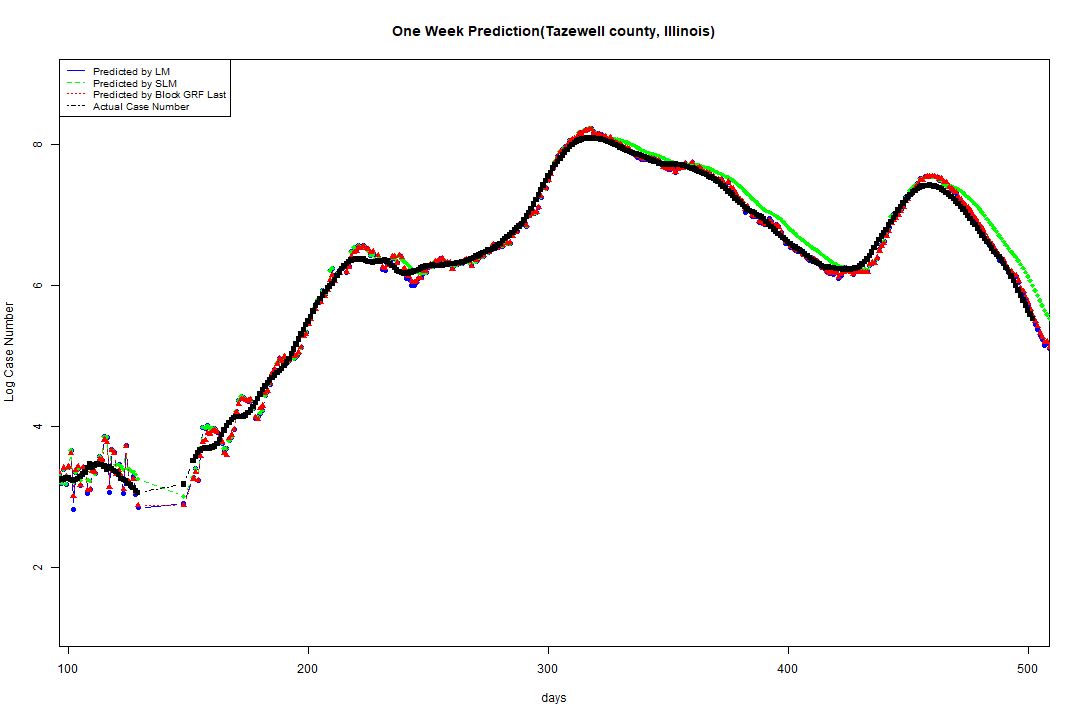 One Week Prediction(Tazewell county, Illinois)
Predicted by LM
Predicted by SLM
Predicted by Block GRF Last
Actual Case Number
Log Case Number
8
6
4
2
100 200 300 400 500
days